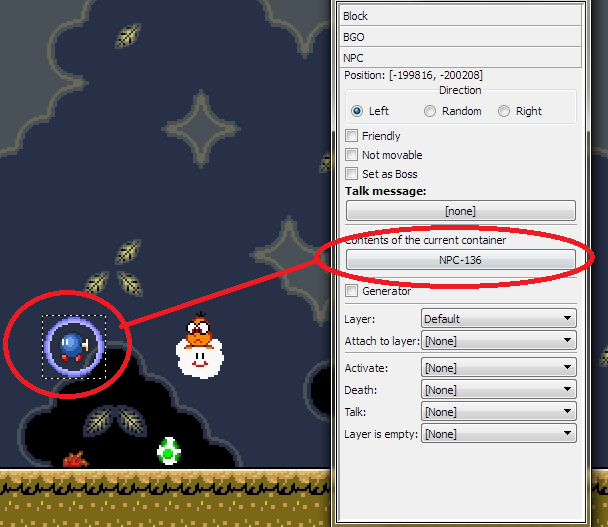 Block
BGO
NPC
Position: [-199816, -200208]
Direction
Left Random Right
Friendly
Not movable
Set as Boss
Talk message:
[none]
Contents of the current container
NPC-136
Generator
Layer: Default
Attach to layer: [None]
Activate: [None]
Death: [None]
Talk: [None]
Layer is empty: [None]